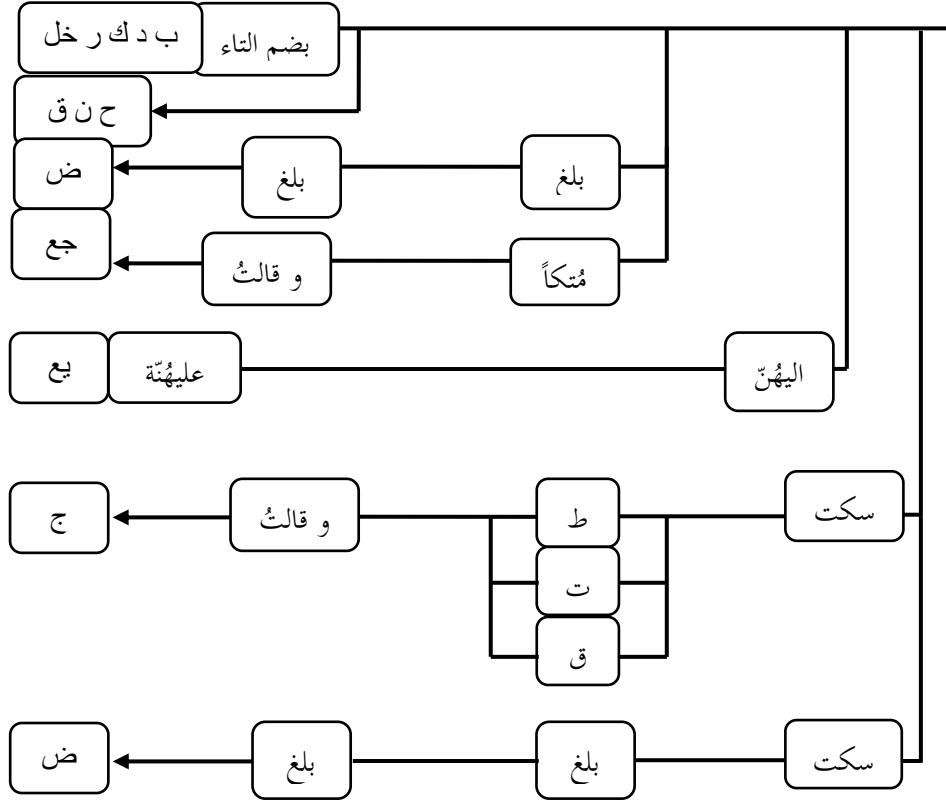 بضم التاء ب د ك ر خل
ح ن ق
بلغ بلغ ض
مُتكاً و قالتُ جع
اليهُنّ عليهُنّة يع
سكت ط و قالتُ ج
ت
ق
سكت بلغ بلغ ض